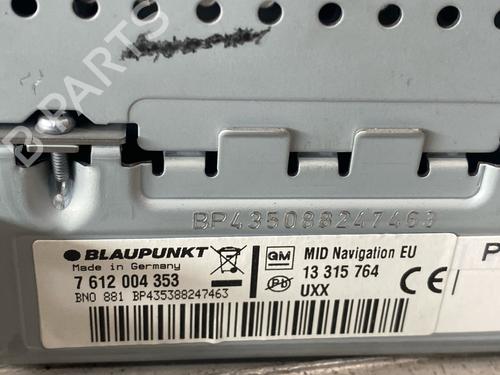 B-PARTS
BP435088247463
BLAUPUNKT
Made in Germany
7 612 004 353
BNO 881 BP435388247463
GM
MID Navigation EU
13 315 764
Pb
UXX
CE
P